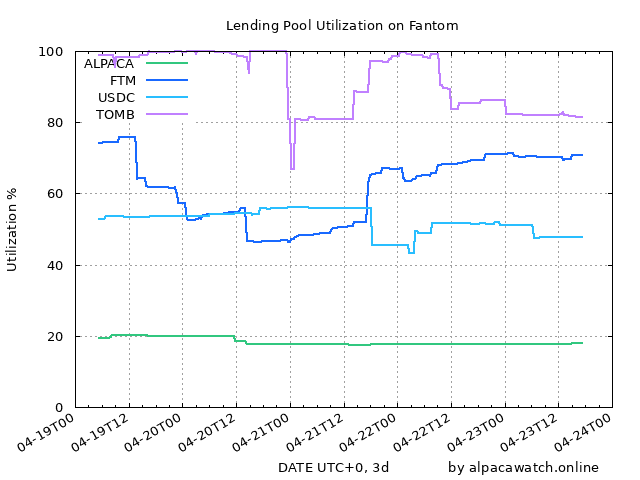 Lending Pool Utilization on Fantom
Utilization %
100
80
60
40
20
0
ALPACA
FTM
USDC
TOMB
04-19T00
04-19T12
04-20T00
04-20T12
04-21T00
04-21T12
04-22T00
04-22T12
04-23T00
04-23T12
04-24T00
DATE UTC+0, 3d
by alpacawatch.online